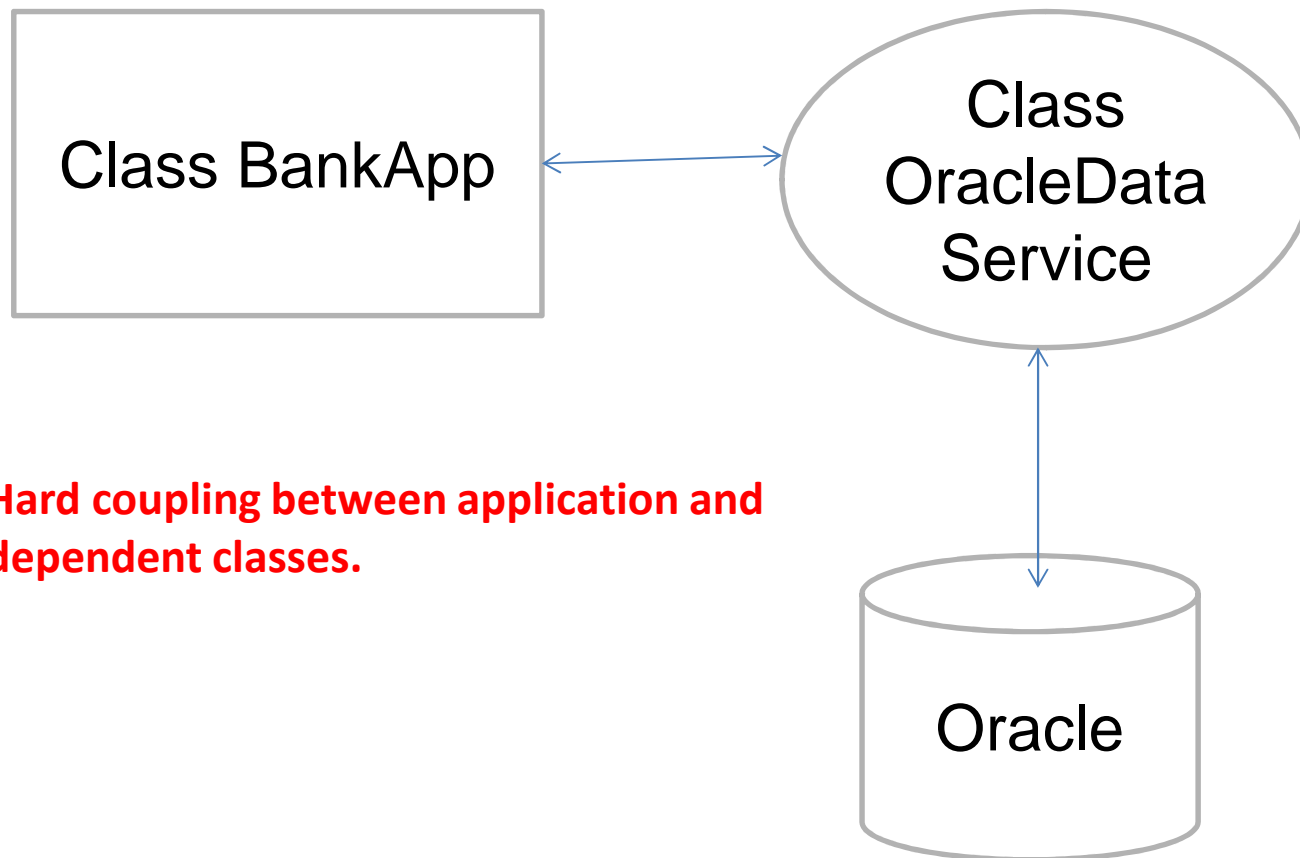 Class BankApp
Class
OracleData
Service
Hard coupling between application and
dependent classes.
Oracle